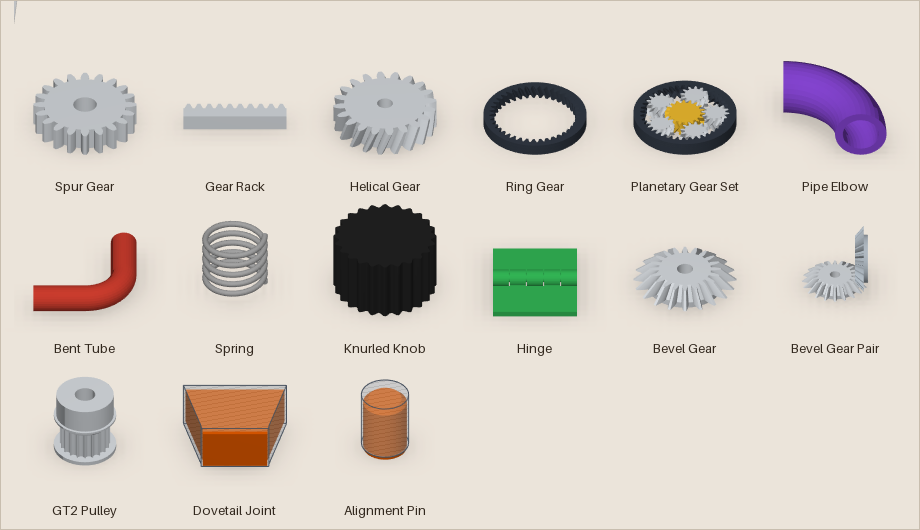 Spur Gear
Gear Rack
Helical Gear
Ring Gear
Planetary Gear Set
Pipe Elbow
Bent Tube
Spring
Knurled Knob
Hinge
Bevel Gear
Bevel Gear Pair
GT2 Pulley
Dovetail Joint
Alignment Pin